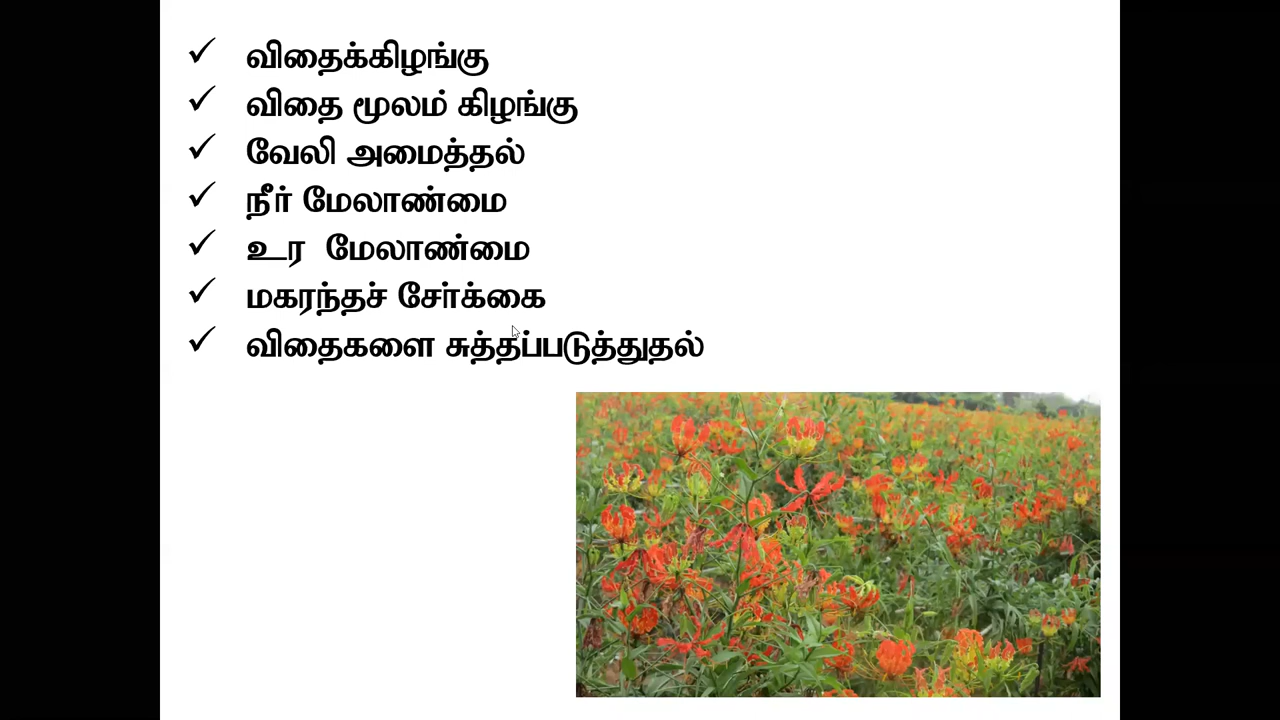 ✓ விதைக்கிழங்கு
✓ விதை மூலம் கிழங்கு
✓ வேலி அமைத்தல்
✓ நீர் மேலாண்மை
✓ உர மேலாண்மை
✓ மகரந்தச் சேர்க்கை
✓ விதைகளை சுத்தப்படுத்துதல்